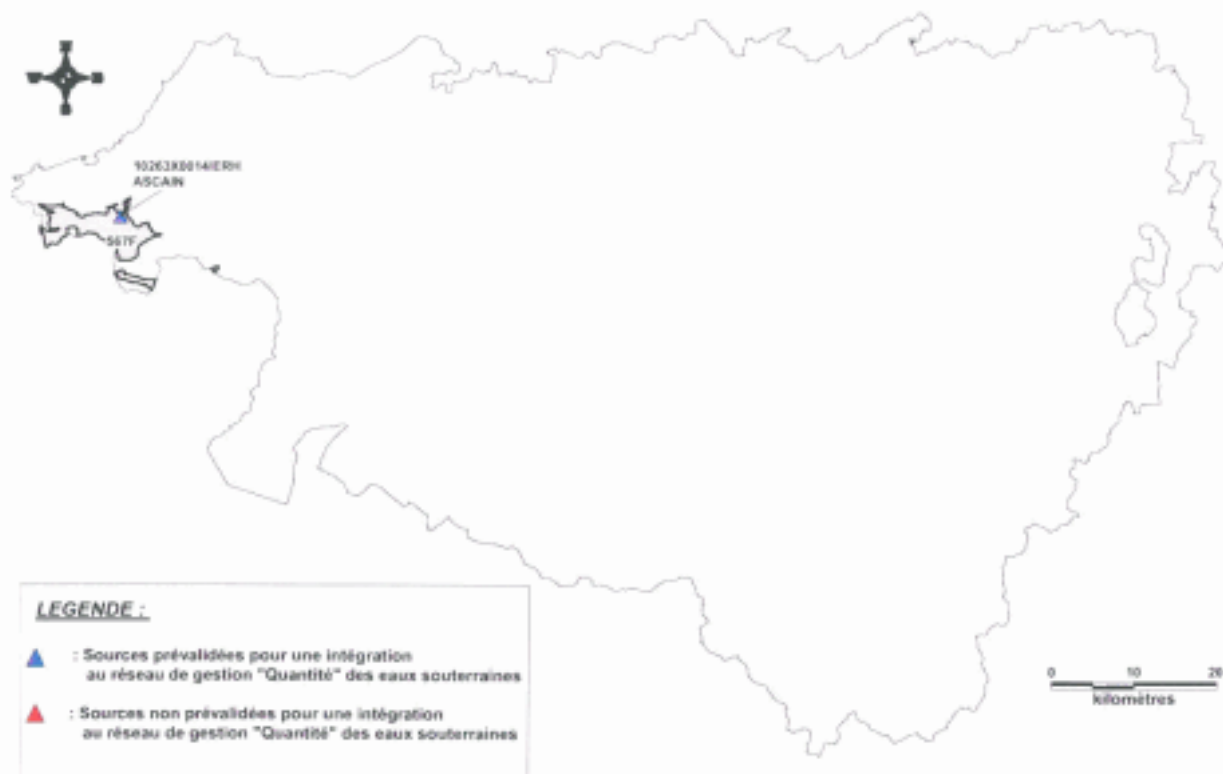 10263X0014/ERH
ASCAIN
567F
LEGENDE :
: Sources prévalidées pour une intégration
au réseau de gestion "Quantité" des eaux souterraines
: Sources non prévalidées pour une intégration
au réseau de gestion "Quantité" des eaux souterraines
0 10 20
kilomètres